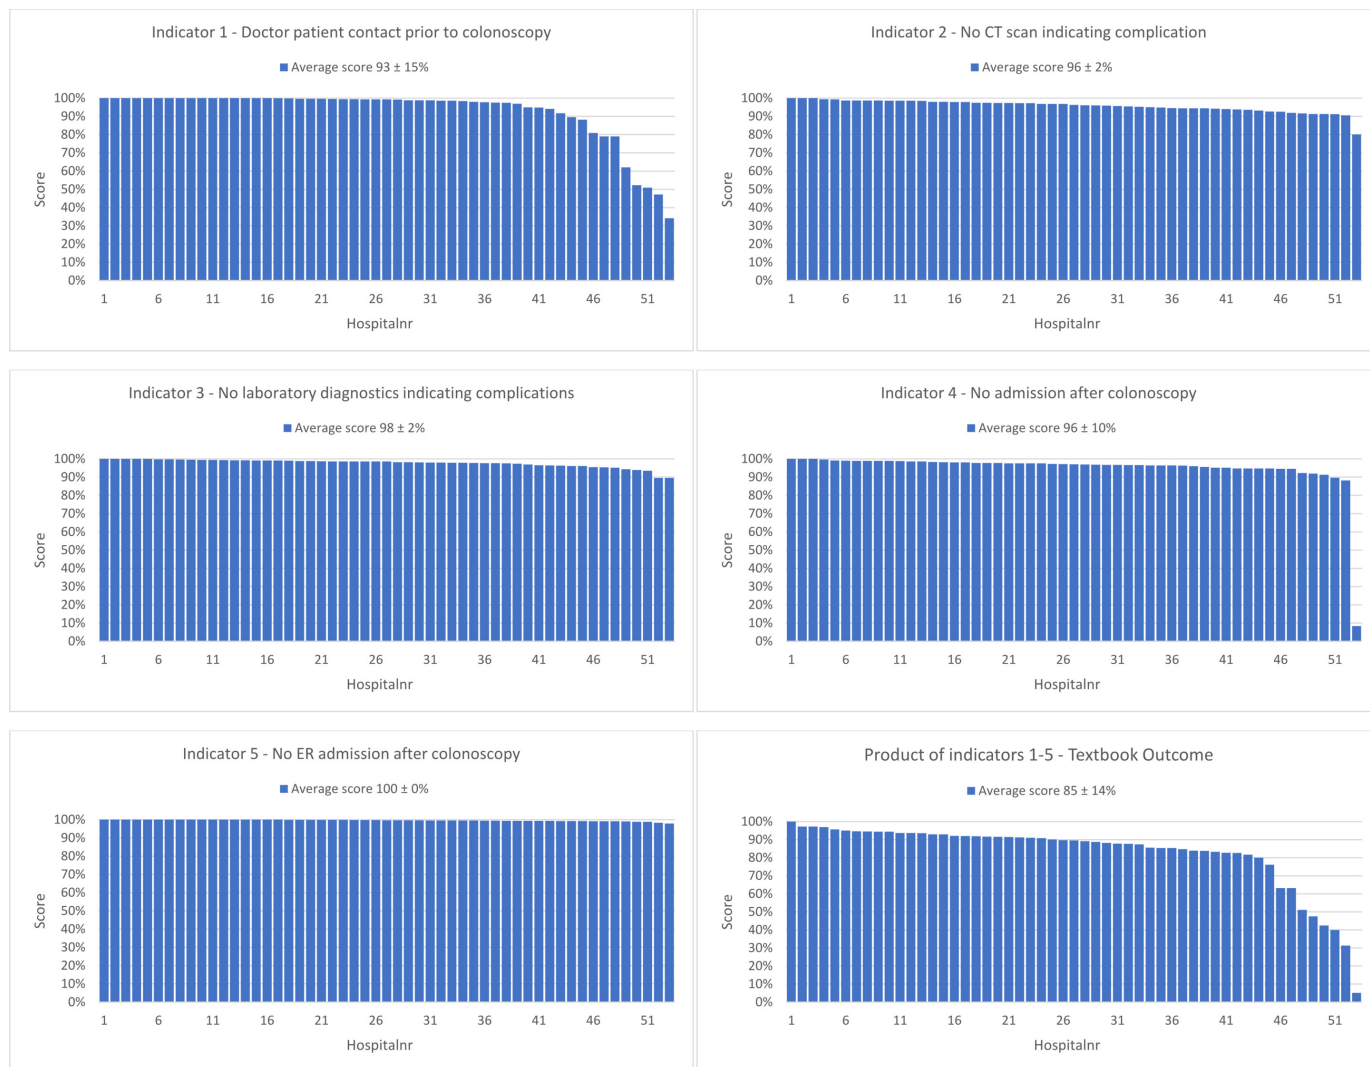 Indicator 1 - Doctor patient contact prior to colonoscopy
Average score 93 ± 15%
100%
90%
80%
70%
60%
50%
40%
30%
20%
10%
0%
Score
1 6 11 16 21 26 31 36 41 46 51
Hospitalnr
Indicator 2 - No CT scan indicating complication
Average score 96 ± 2%
100%
90%
80%
70%
60%
50%
40%
30%
20%
10%
0%
Score
1 6 11 16 21 26 31 36 41 46 51
Hospitalnr
Indicator 3 - No laboratory diagnostics indicating complications
Average score 98 ± 2%
100%
90%
80%
70%
60%
50%
40%
30%
20%
10%
0%
Score
1 6 11 16 21 26 31 36 41 46 51
Hospitalnr
Indicator 4 - No admission after colonoscopy
Average score 96 ± 10%
100%
90%
80%
70%
60%
50%
40%
30%
20%
10%
0%
Score
1 6 11 16 21 26 31 36 41 46 51
Hospitalnr
Indicator 5 - No ER admission after colonoscopy
Average score 100 ± 0%
100%
90%
80%
70%
60%
50%
40%
30%
20%
10%
0%
Score
1 6 11 16 21 26 31 36 41 46 51
Hospitalnr
Product of indicators 1-5 - Textbook Outcome
Average score 85 ± 14%
100%
90%
80%
70%
60%
50%
40%
30%
20%
10%
0%
Score
1 6 11 16 21 26 31 36 41 46 51
Hospitalnr